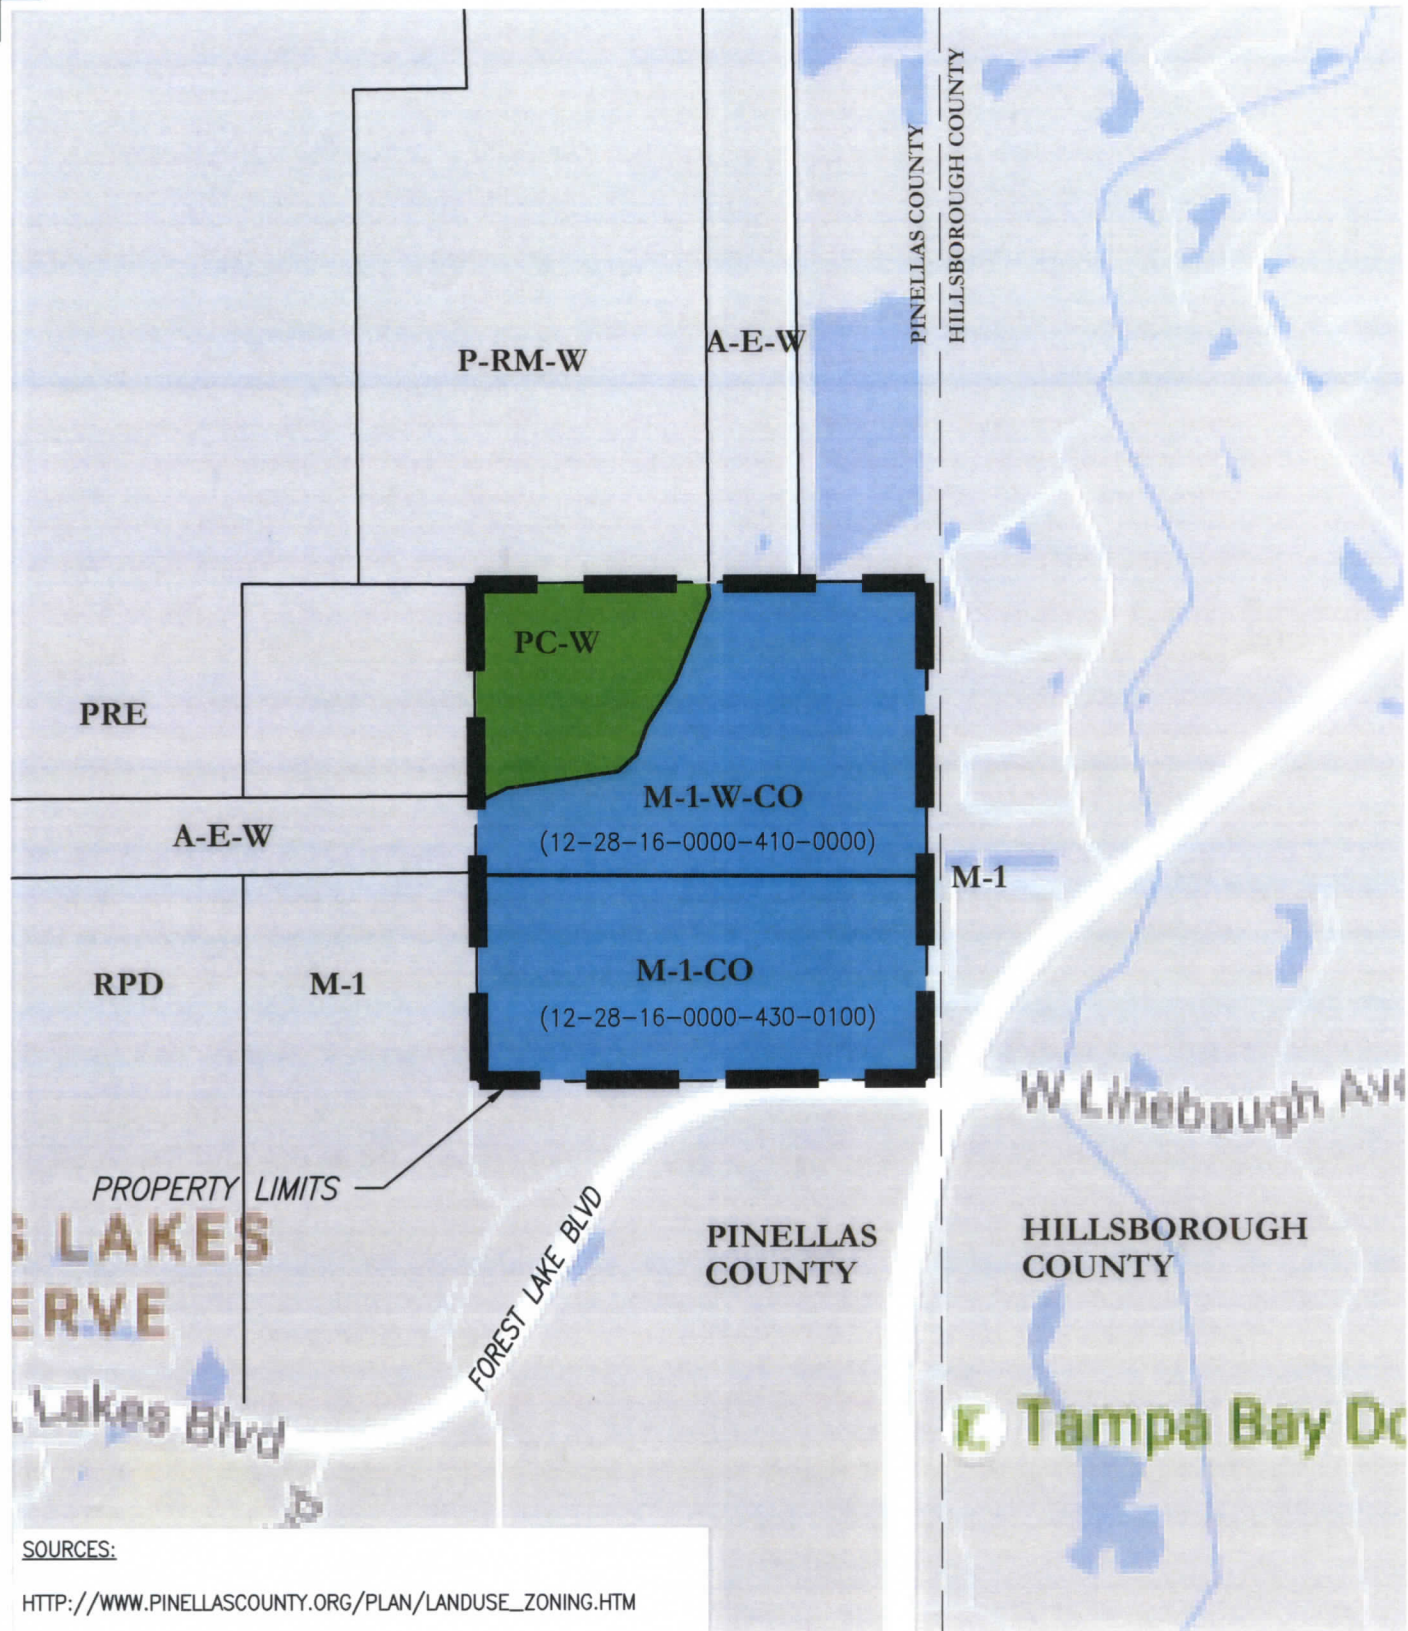 PINELLAS COUNTY
HILLSBOROUGH COUNTY
P-RM-W
A-E-W
PC-W
PRE
M-1-W-CO
(12-28-16-0000-410-0000)
A-E-W
M-1
M-1-CO
(12-28-16-0000-430-0100)
RPD
M-1
W Linebaugh Ave
PROPERTY LIMITS
S LAKES
ERVE
FOREST LAKE BLVD
PINELLAS
COUNTY
HILLSBOROUGH
COUNTY
Lakes Blvd
Tampa Bay Do
SOURCES:
HTTP://WWW.PINELLASCOUNTY.ORG/PLAN/LANDUSE_ZONING.HTM